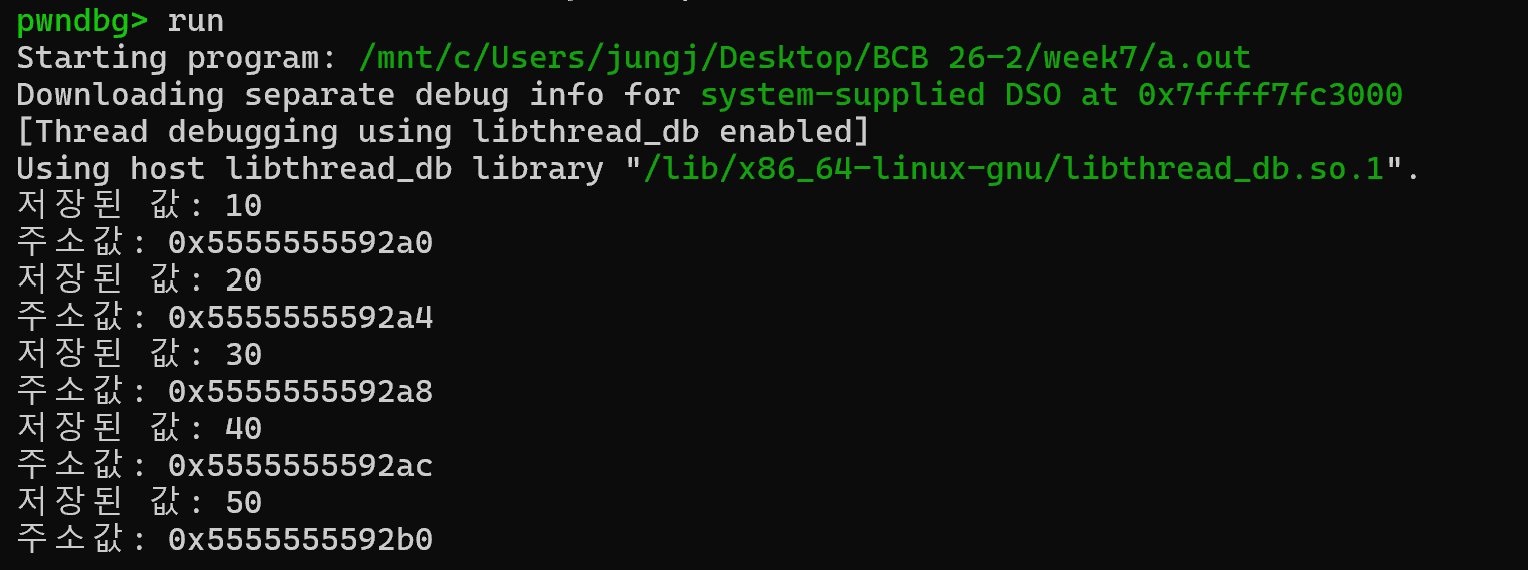 pwndbg> run
Starting program: /mnt/c/Users/jungj/Desktop/BCB 26-2/week7/a.out
Downloading separate debug info for system-supplied DSO at 0x7ffff7fc3000
[Thread debugging using libthread_db enabled]
Using host libthread_db library "/lib/x86_64-linux-gnu/libthread_db.so.1".
저장된 값: 10
주소값: 0x5555555592a0
저장된 값: 20
주소값: 0x5555555592a4
저장된 값: 30
주소값: 0x5555555592a8
저장된 값: 40
주소값: 0x5555555592ac
저장된 값: 50
주소값: 0x5555555592b0